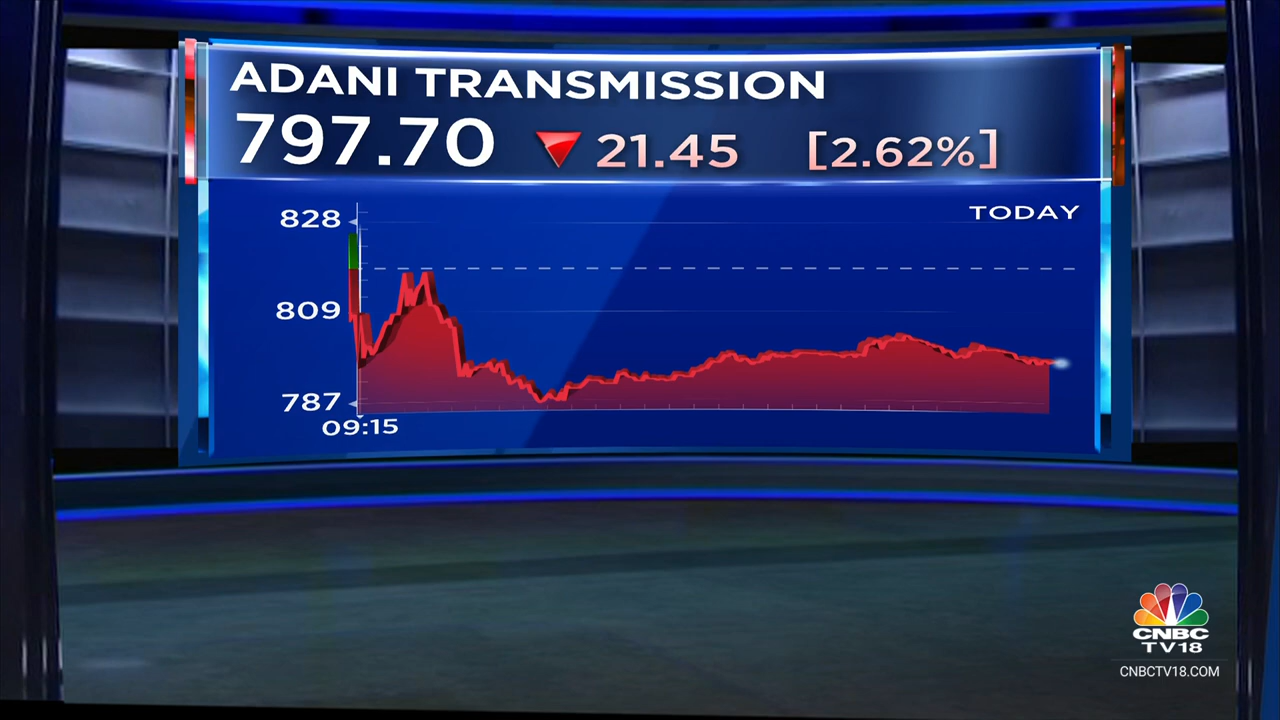 ADANI TRANSMISSION
797.70 ▼ 21.45 [2.62%]
TODAY
828
809
787
09:15
CNBC
TV18
CNBCTV18.COM